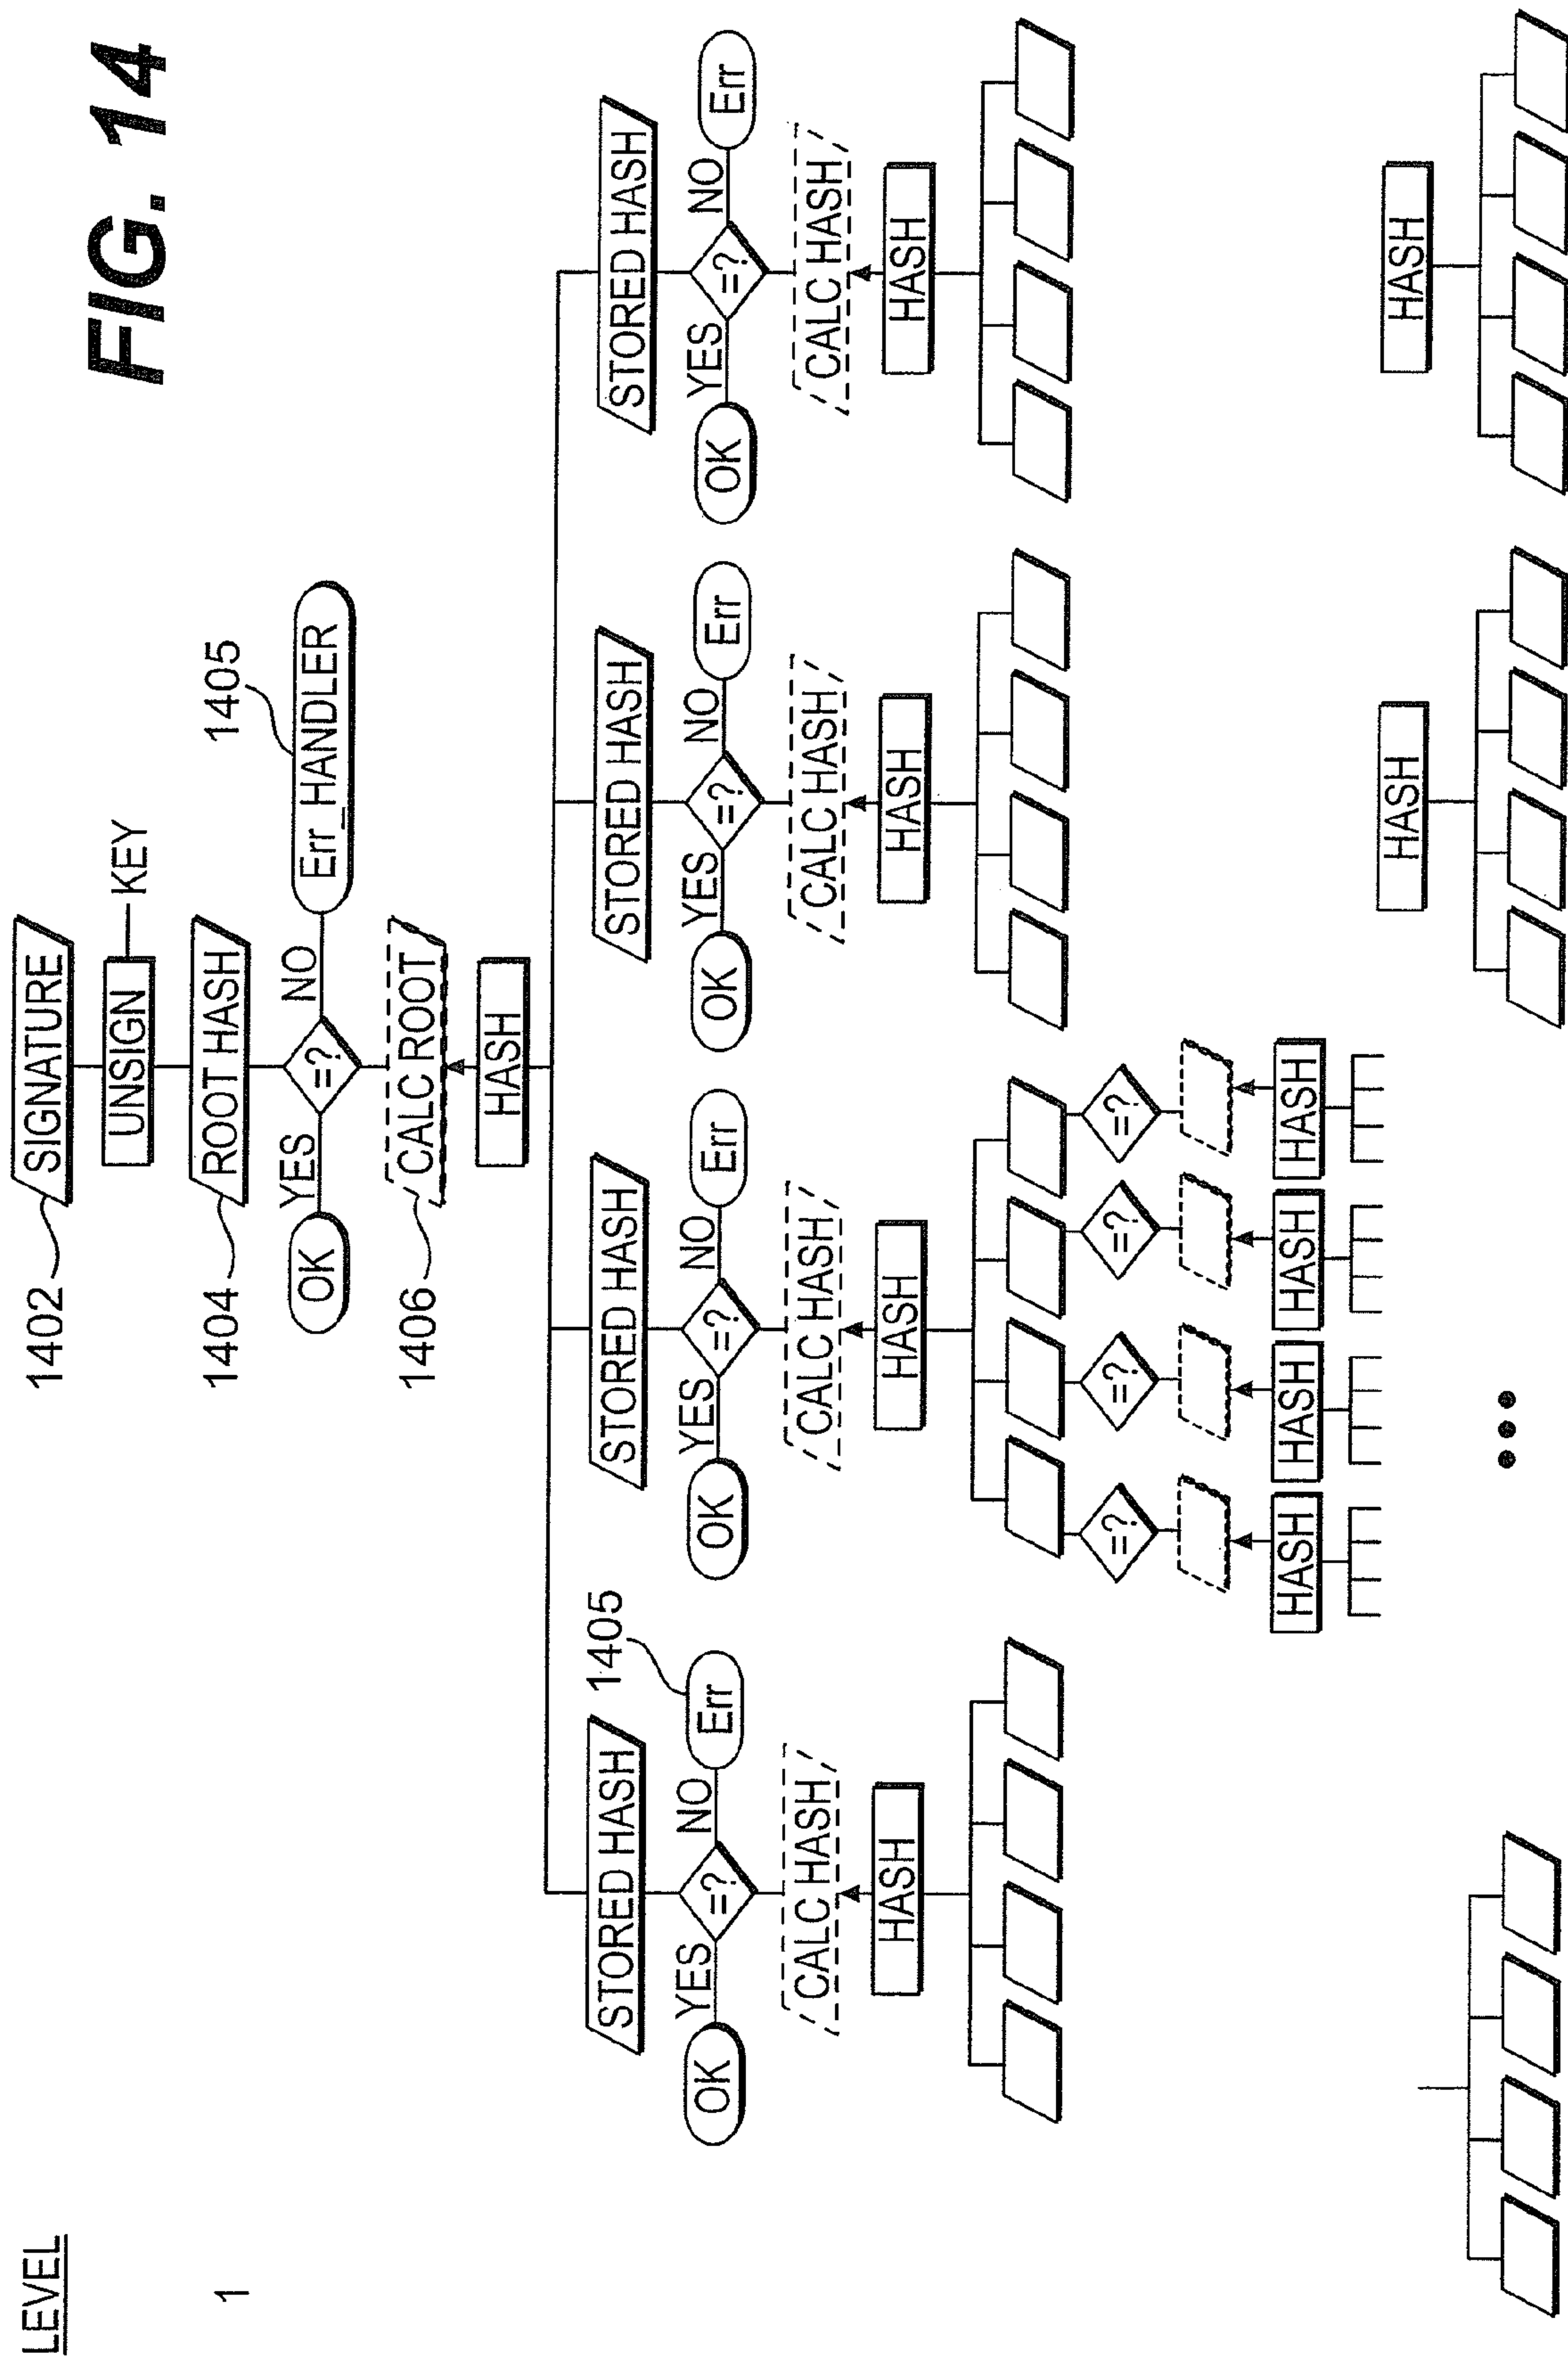 FIG. 14
LEVEL
1402
SIGNATURE
UNSIGN
KEY
1
1404
ROOT HASH
1405
YES
NO
OK
=?
Err_HANDLER
1406
CALC ROOT
HASH
STORED HASH
STORED HASH
STORED HASH
STORED HASH
1405
YES
NO
YES
NO
YES
NO
YES
NO
OK
=?
Err
OK
=?
Err
OK
=?
Err
OK
=?
Err
CALC HASH
CALC HASH
CALC HASH
CALC HASH
HASH
HASH
HASH
HASH
=?
=?
=?
=?
HASH
HASH
HASH
HASH
HASH
HASH